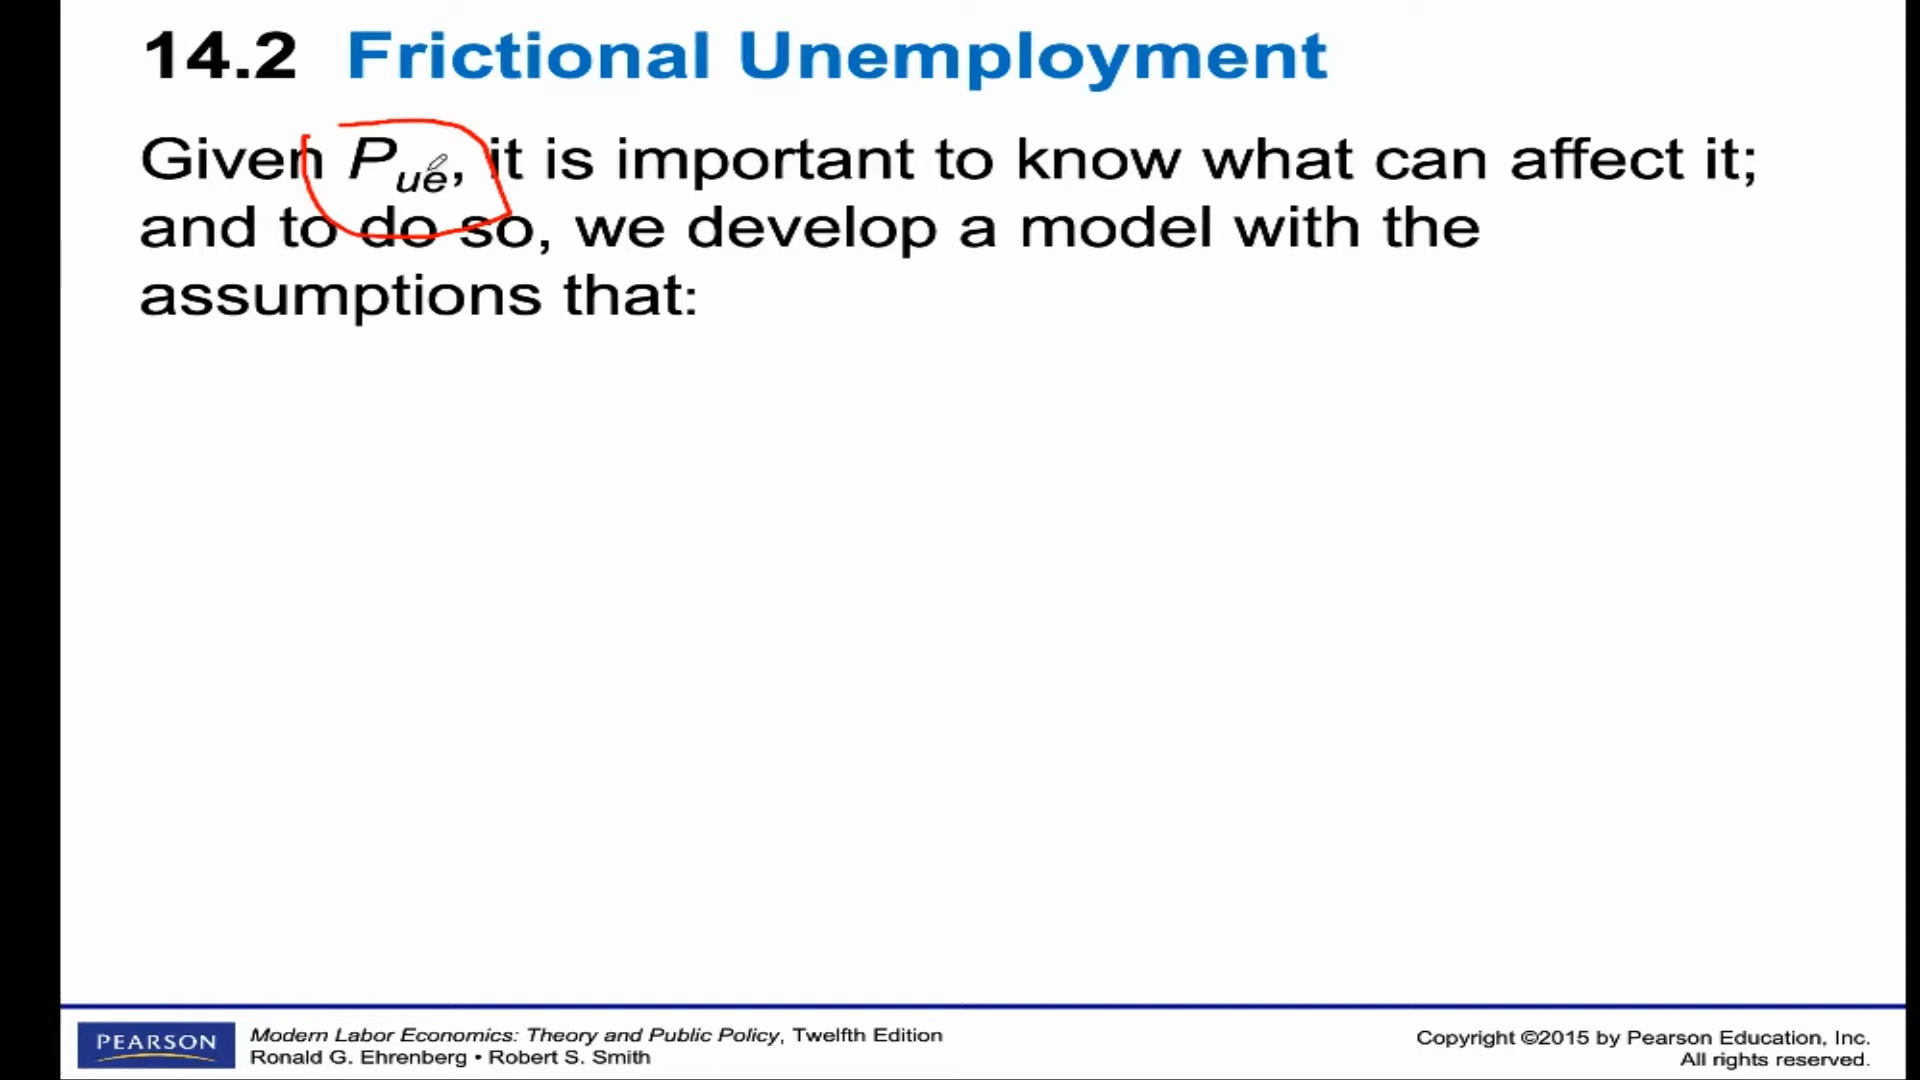 14.2 Frictional Unemployment
Given Pue, it is important to know what can affect it;
and to do so, we develop a model with the
assumptions that:
PEARSON
Modern Labor Economics: Theory and Public Policy, Twelfth Edition
Ronald G. Ehrenberg • Robert S. Smith
Copyright ©2015 by Pearson Education, Inc.
All rights reserved.